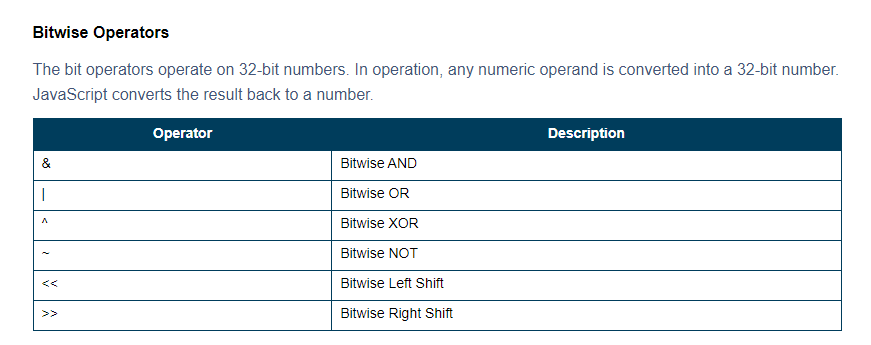 Bitwise Operators
The bit operators operate on 32-bit numbers. In operation, any numeric operand is converted into a 32-bit number.
JavaScript converts the result back to a number.
Operator Description
& Bitwise AND
| Bitwise OR
^ Bitwise XOR
~ Bitwise NOT
<< Bitwise Left Shift
>> Bitwise Right Shift